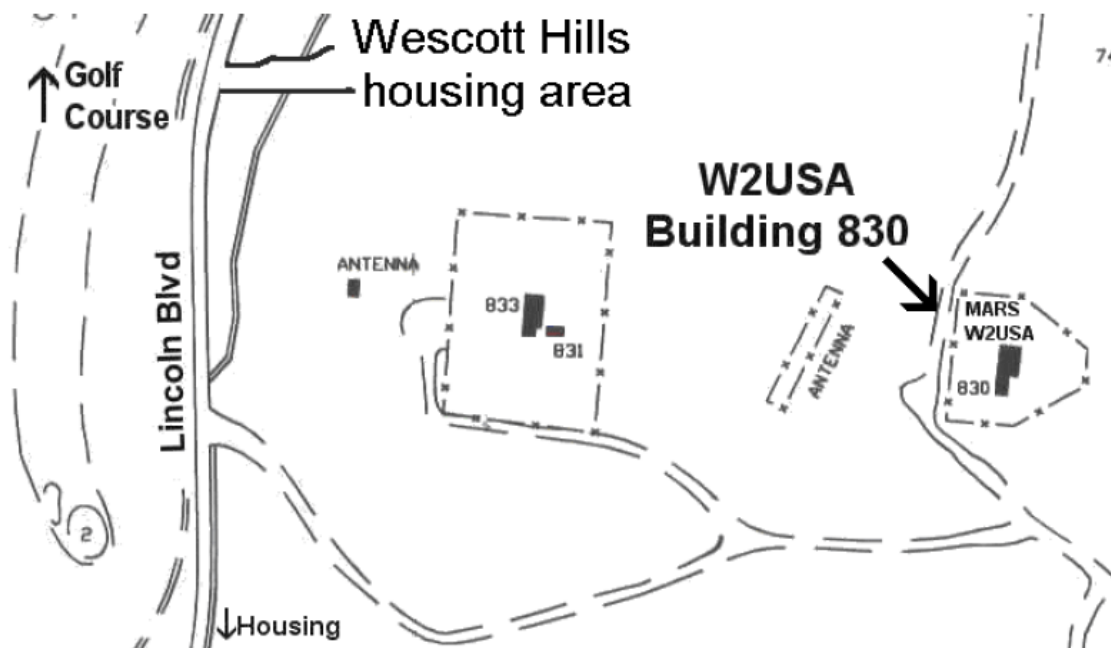 Wescott Hills
housing area
Golf
Course
W2USA
Building 830
ANTENNA
833
831
Lincoln Blvd
ANTENNA
MARS
W2USA
830
2
Housing